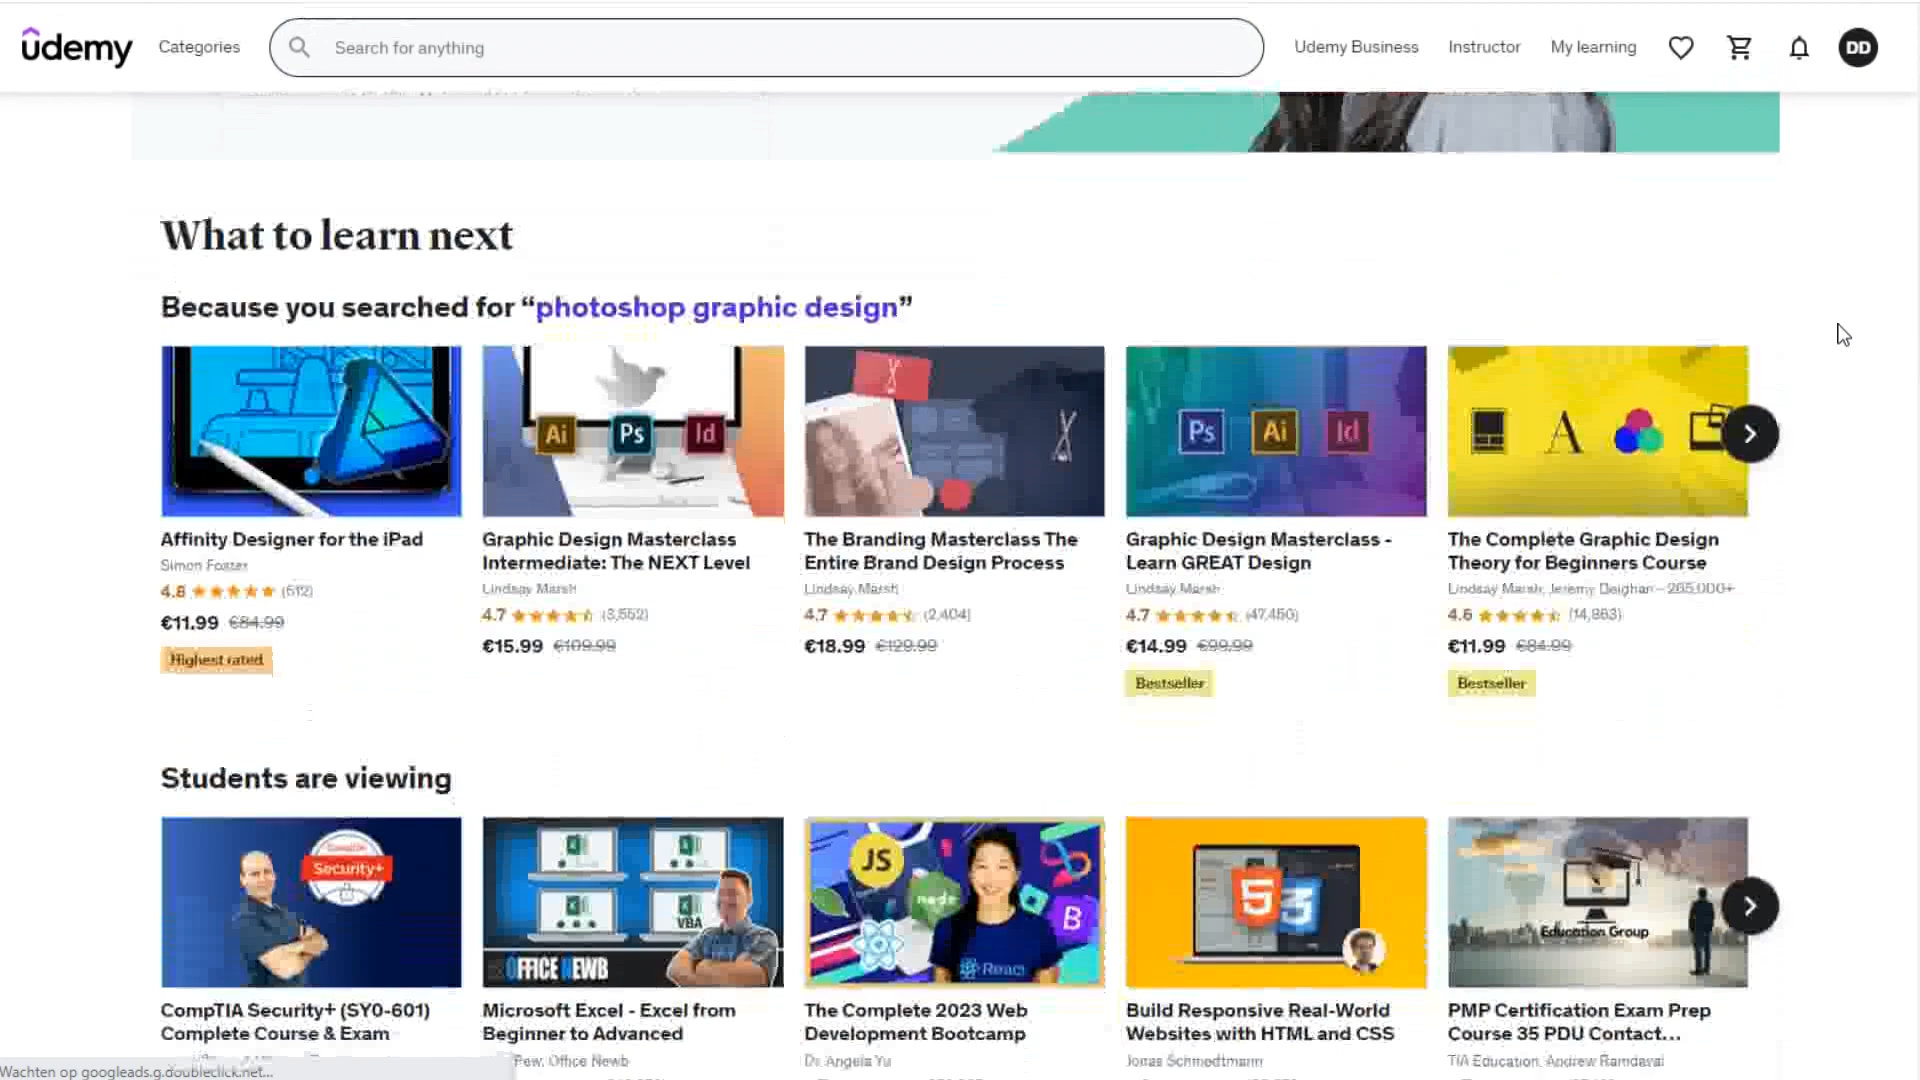 udemy
Categories
Search for anything
Udemy Business
Instructor
My learning
DD
What to learn next
Because you searched for “photoshop graphic design”
Ai Ps Id
Ps Ai Id
A
Affinity Designer for the iPad
Simon Foster
4.8 (512)
€11.99 €84.99
Highest rated
Graphic Design Masterclass
Intermediate: The NEXT Level
Lindsay Marsh
4.7 (3,552)
€15.99 €109.99
The Branding Masterclass The
Entire Brand Design Process
Lindsay Marsh
4.7 (2,404)
€18.99 €129.99
Graphic Design Masterclass -
Learn GREAT Design
Lindsay Marsh
4.7 (47,450)
€14.99 €99.99
Bestseller
The Complete Graphic Design
Theory for Beginners Course
Lindsay Marsh, Jeremy Deighan – 265,000+
4.6 (14,863)
€11.99 €84.99
Bestseller
Students are viewing
CompTIA
Security+
VBA
OFFICE NEWB
JS
node
React
B
5 3
Education Group
CompTIA Security+ (SY0-601)
Complete Course & Exam
Microsoft Excel - Excel from
Beginner to Advanced
Pew, Office Newb
The Complete 2023 Web
Development Bootcamp
Dr. Angela Yu
Build Responsive Real-World
Websites with HTML and CSS
Jonas Schmedtmann
PMP Certification Exam Prep
Course 35 PDU Contact...
TIA Education, Andrew Ramdayal
Wachten op googleads.g.doubleclick.net...